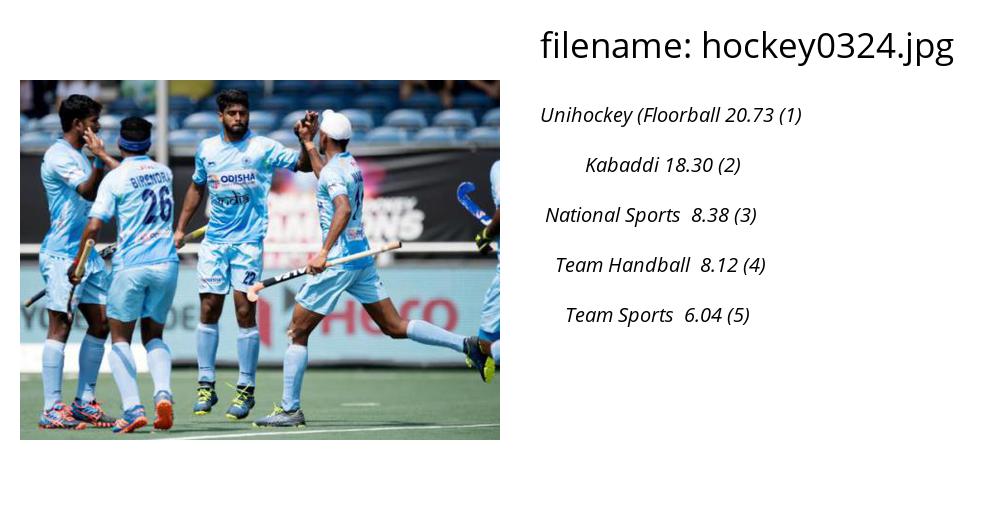 filename: hockey0324.jpg
Unihockey (Floorball 20.73 (1)
Kabaddi 18.30 (2)
National Sports 8.38 (3)
Team Handball 8.12 (4)
Team Sports 6.04 (5)
BIRENDRA
26
ODISHA
india
22
Hero